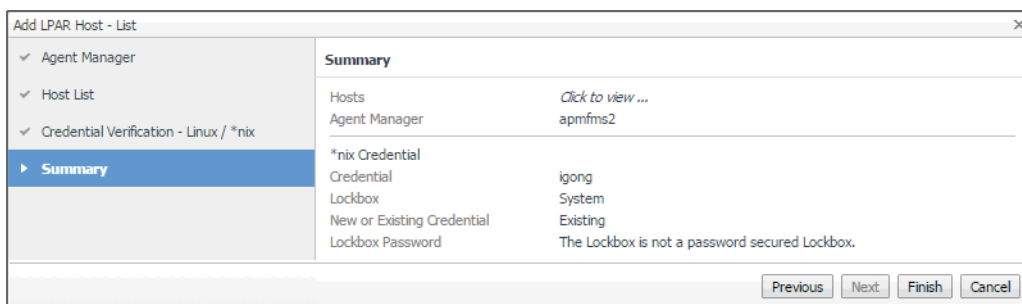 Add LPAR Host - List
Agent Manager
Host List
Credential Verification - Linux / *nix
Summary
Summary
Hosts Click to view ...
Agent Manager apmfms2
*nix Credential
Credential igong
Lockbox System
New or Existing Credential Existing
Lockbox Password The Lockbox is not a password secured Lockbox.
Previous Next Finish Cancel